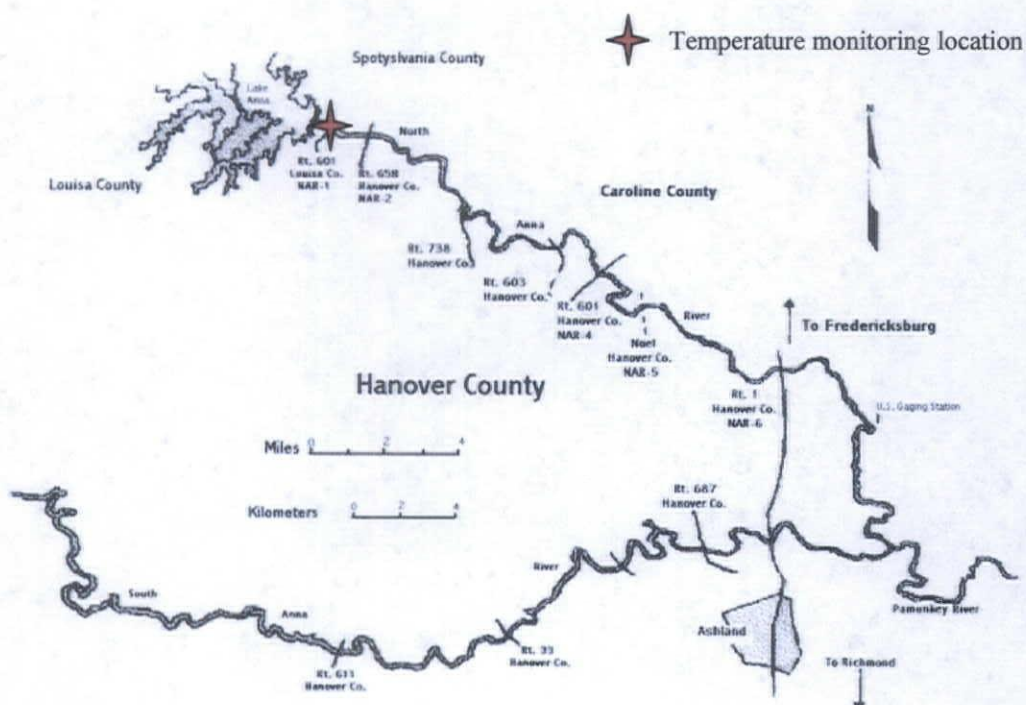 Temperature monitoring location
Spotyslvania County
N
Lake
Anna
North
Rt. 601
Louisa Co.
NAR-1
Rt. 658
Hanover Co.
NAR-2
Louisa County
Caroline County
Anna
Rt. 738
Hanover Co.
Rt. 603
Hanover Co.
Rt. 601
Hanover Co.
NAR-4
River
Noel
Hanover Co.
NAR-5
To Fredericksburg
Hanover County
Rt. 1
Hanover Co.
NAR-6
U.S. Gaging Station
Miles 0 2 4
Kilometers 0 2 4
Rt. 687
Hanover Co.
River
South
Anna
Pamunkey River
Ashland
Rt. 33
Hanover Co.
To Richmond
Rt. 611
Hanover Co.